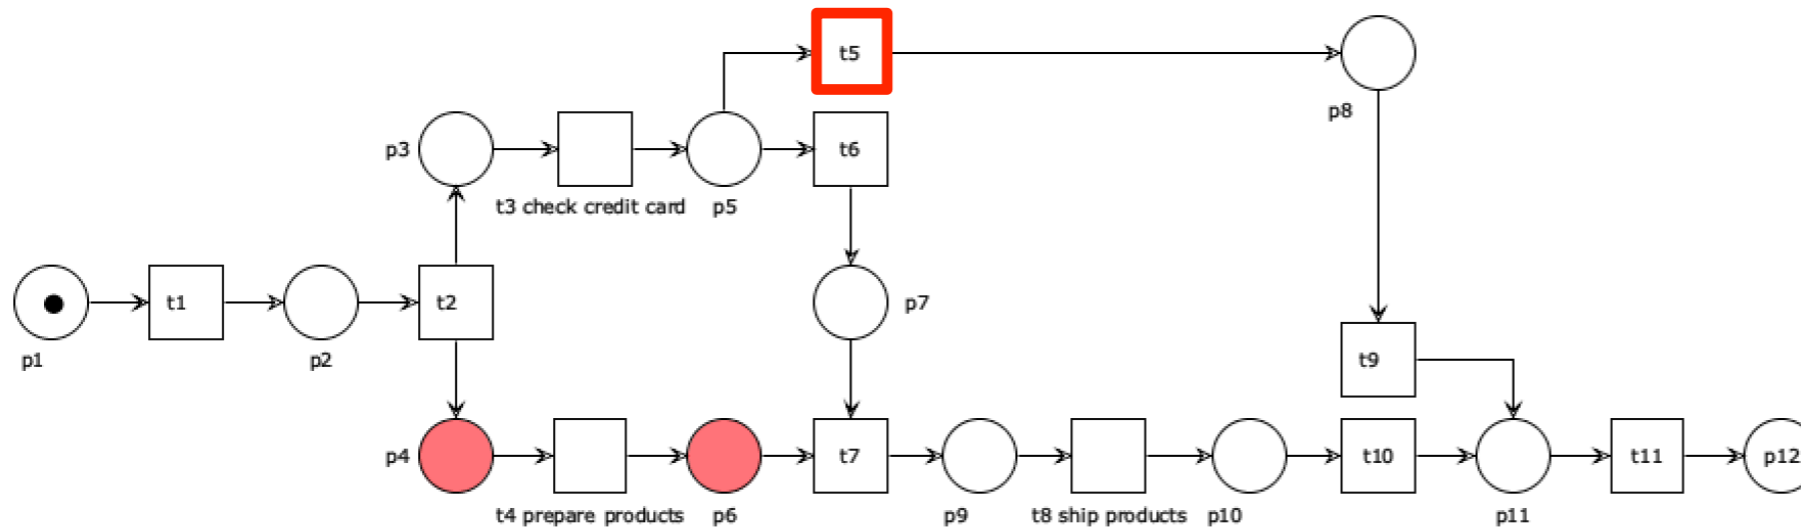 t5
p8
p3
t6
t3 check credit card
p5
t1
t2
p7
p1
p2
t9
p4
t7
t10
t11
p12
t4 prepare products
p6
p9
t8 ship products
p10
p11